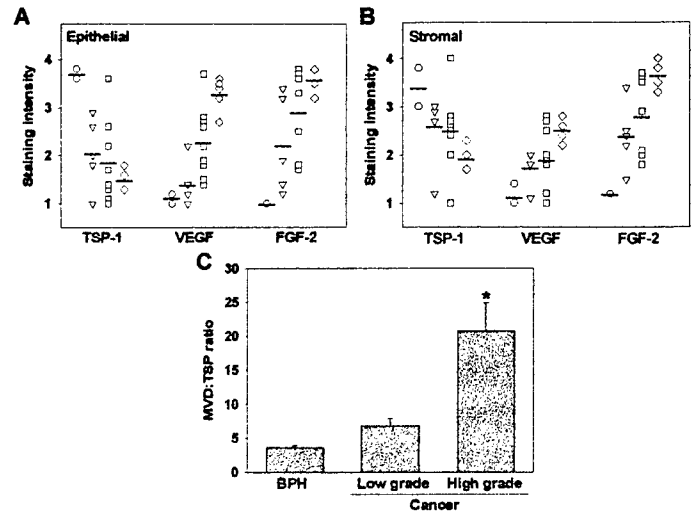 A
Epithelial
Staining Intensity
4
3
2
1
TSP-1 VEGF FGF-2
B
Stromal
Staining Intensity
4
3
2
1
TSP-1 VEGF FGF-2
C
MVD:TSP ratio
30
25
20
15
10
5
0
*
BPH Low grade High grade
Cancer